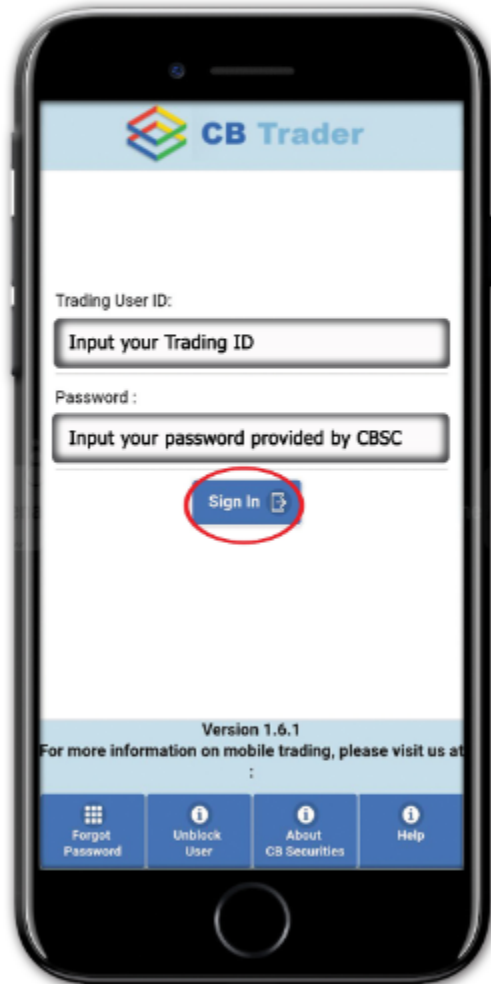 CB Trader
Trading User ID:
Input your Trading ID
Password :
Input your password provided by CBSC
Sign In
Version 1.6.1
For more information on mobile trading, please visit us at
:
Forgot
Password
Unblock
User
About
CB Securities
Help